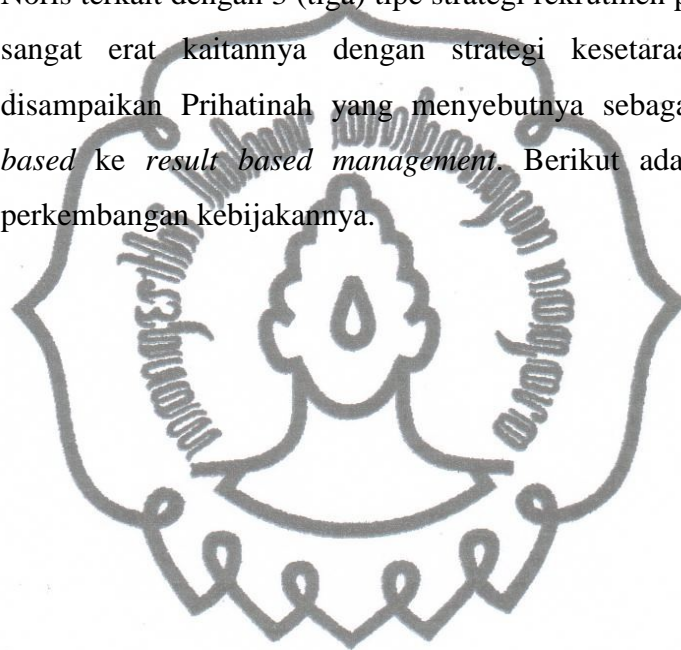 Noris terkait dengan 3 (tiga) tipe strategi rekrutmen p
sangat erat kaitannya dengan strategi kesetaraa
disampaikan Prihatinah yang menyebutnya sebaga
based ke result based management. Berikut ada
perkembangan kebijakannya.